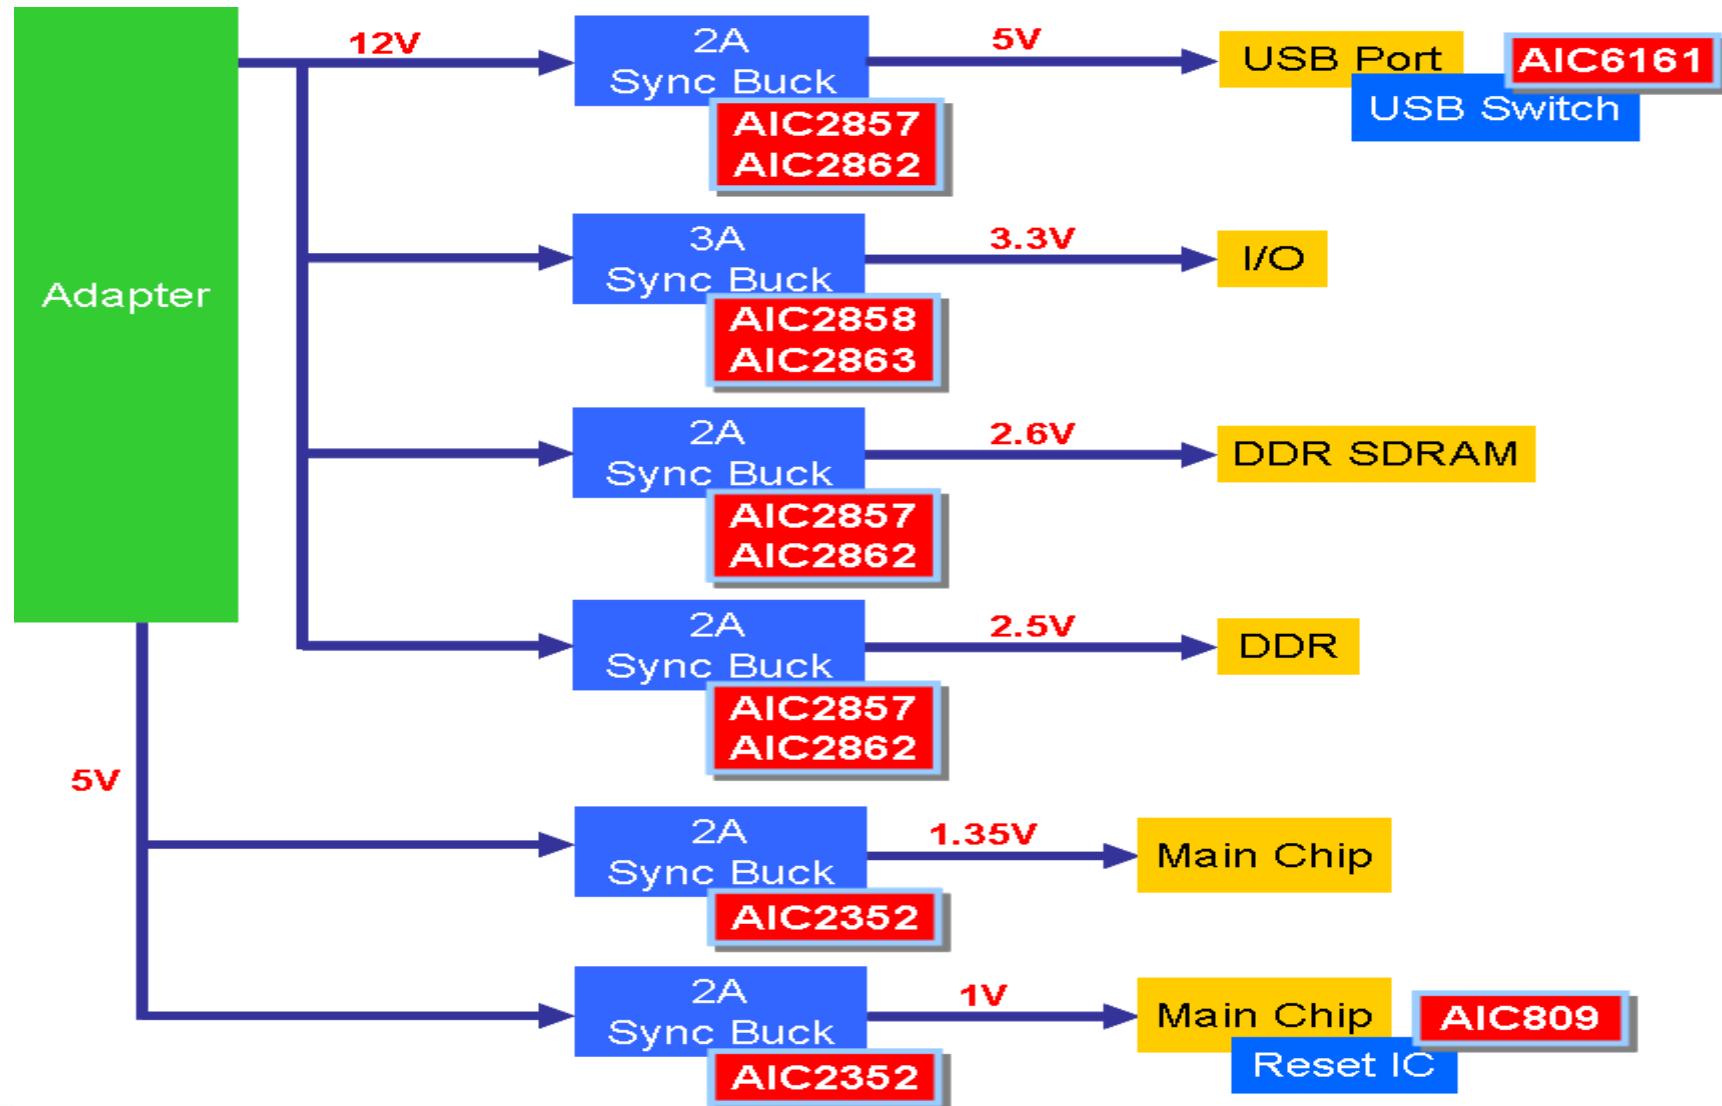 Adapter
12V
2A
Sync Buck
AIC2857
AIC2862
5V
USB Port
USB Switch
AIC6161
3A
Sync Buck
AIC2858
AIC2863
3.3V
I/O
2A
Sync Buck
AIC2857
AIC2862
2.6V
DDR SDRAM
2A
Sync Buck
AIC2857
AIC2862
2.5V
DDR
5V
2A
Sync Buck
AIC2352
1.35V
Main Chip
2A
Sync Buck
AIC2352
1V
Main Chip
Reset IC
AIC809